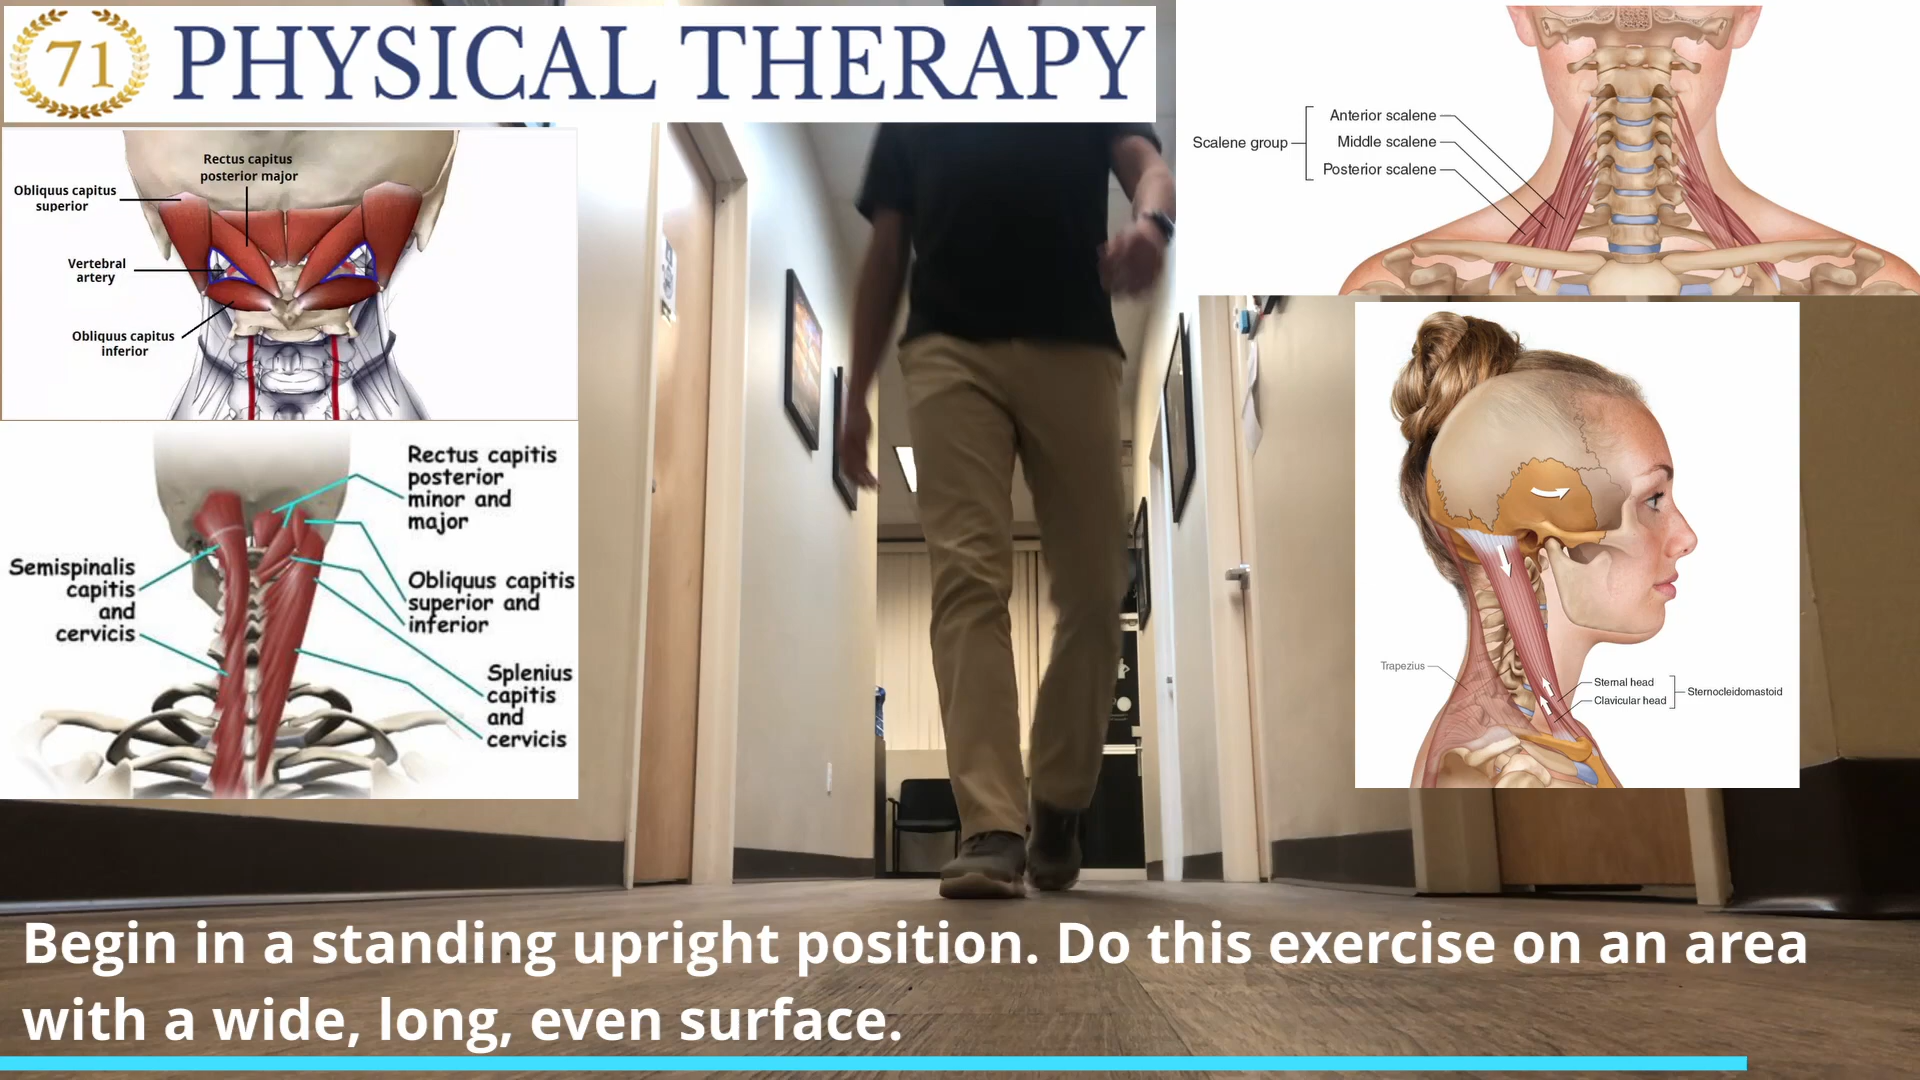 71 PHYSICAL THERAPY
Rectus capitus
posterior major
Obliquus capitus
superior
Vertebral
artery
Obliquus capitus
inferior
Rectus capitis
posterior
minor and
major
Semispinalis
capitis
and
cervicis
Obliquus capitis
superior and
inferior
Splenius
capitis
and
cervicis
Scalene group
Anterior scalene
Middle scalene
Posterior scalene
Trapezius
Sternal head
Clavicular head
Sternocleidomastoid
Begin in a standing upright position. Do this exercise on an area
with a wide, long, even surface.